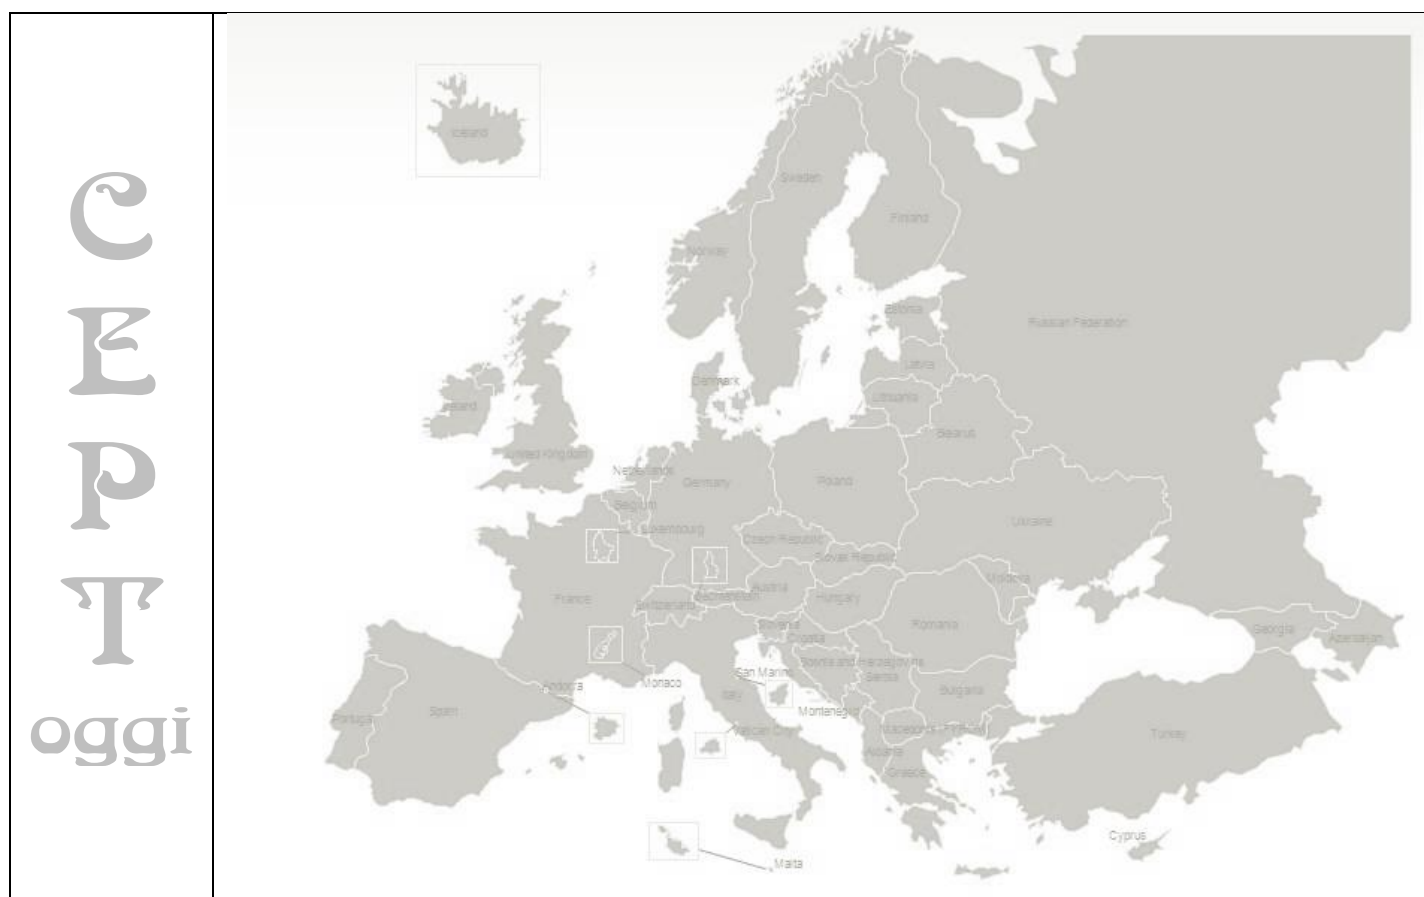 C
E
P
T
oggi
Iceland
Sweden
Finland
Norway
Estonia
Russian Federation
Latvia
Denmark
Lithuania
Ireland
Belarus
United Kingdom
Netherlands
Germany
Poland
Belgium
Ukraine
Luxembourg
Czech Republic
Slovak Republic
Moldova
Austria
France
Liechtenstein
Switzerland
Hungary
Slovenia
Romania
Croatia
Georgia
Azerbaijan
Bosnia and Herzegovina
San Marino
Serbia
Andorra
Monaco
Italy
Bulgaria
Portugal
Spain
Montenegro
Vatican City
Turkey
Albania
Greece
Cyprus
Malta